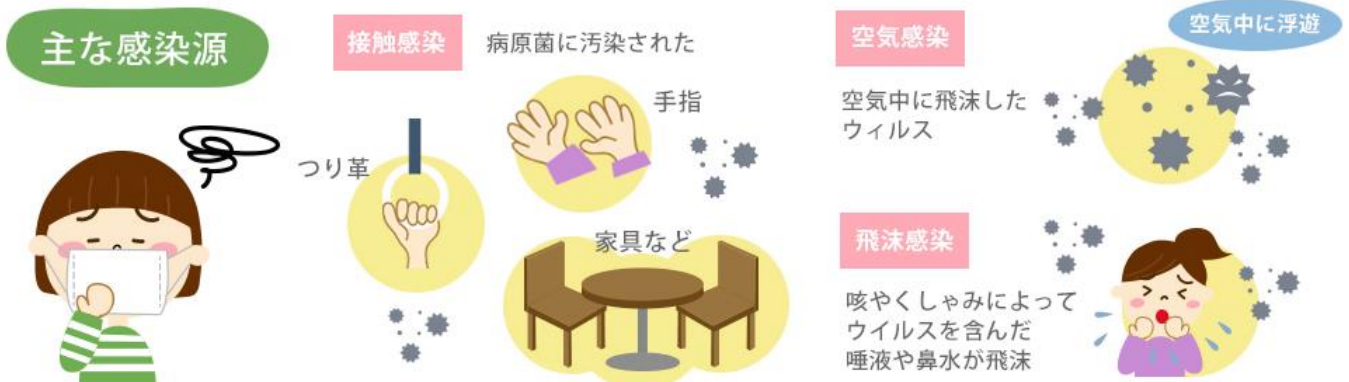 主な感染源
接触感染
病原菌に汚染された
手指
つり革
家具など
空気感染
空気中に浮遊
空気中に飛沫した
ウィルス
飛沫感染
咳やくしゃみによって
ウイルスを含んだ
唾液や鼻水が飛沫